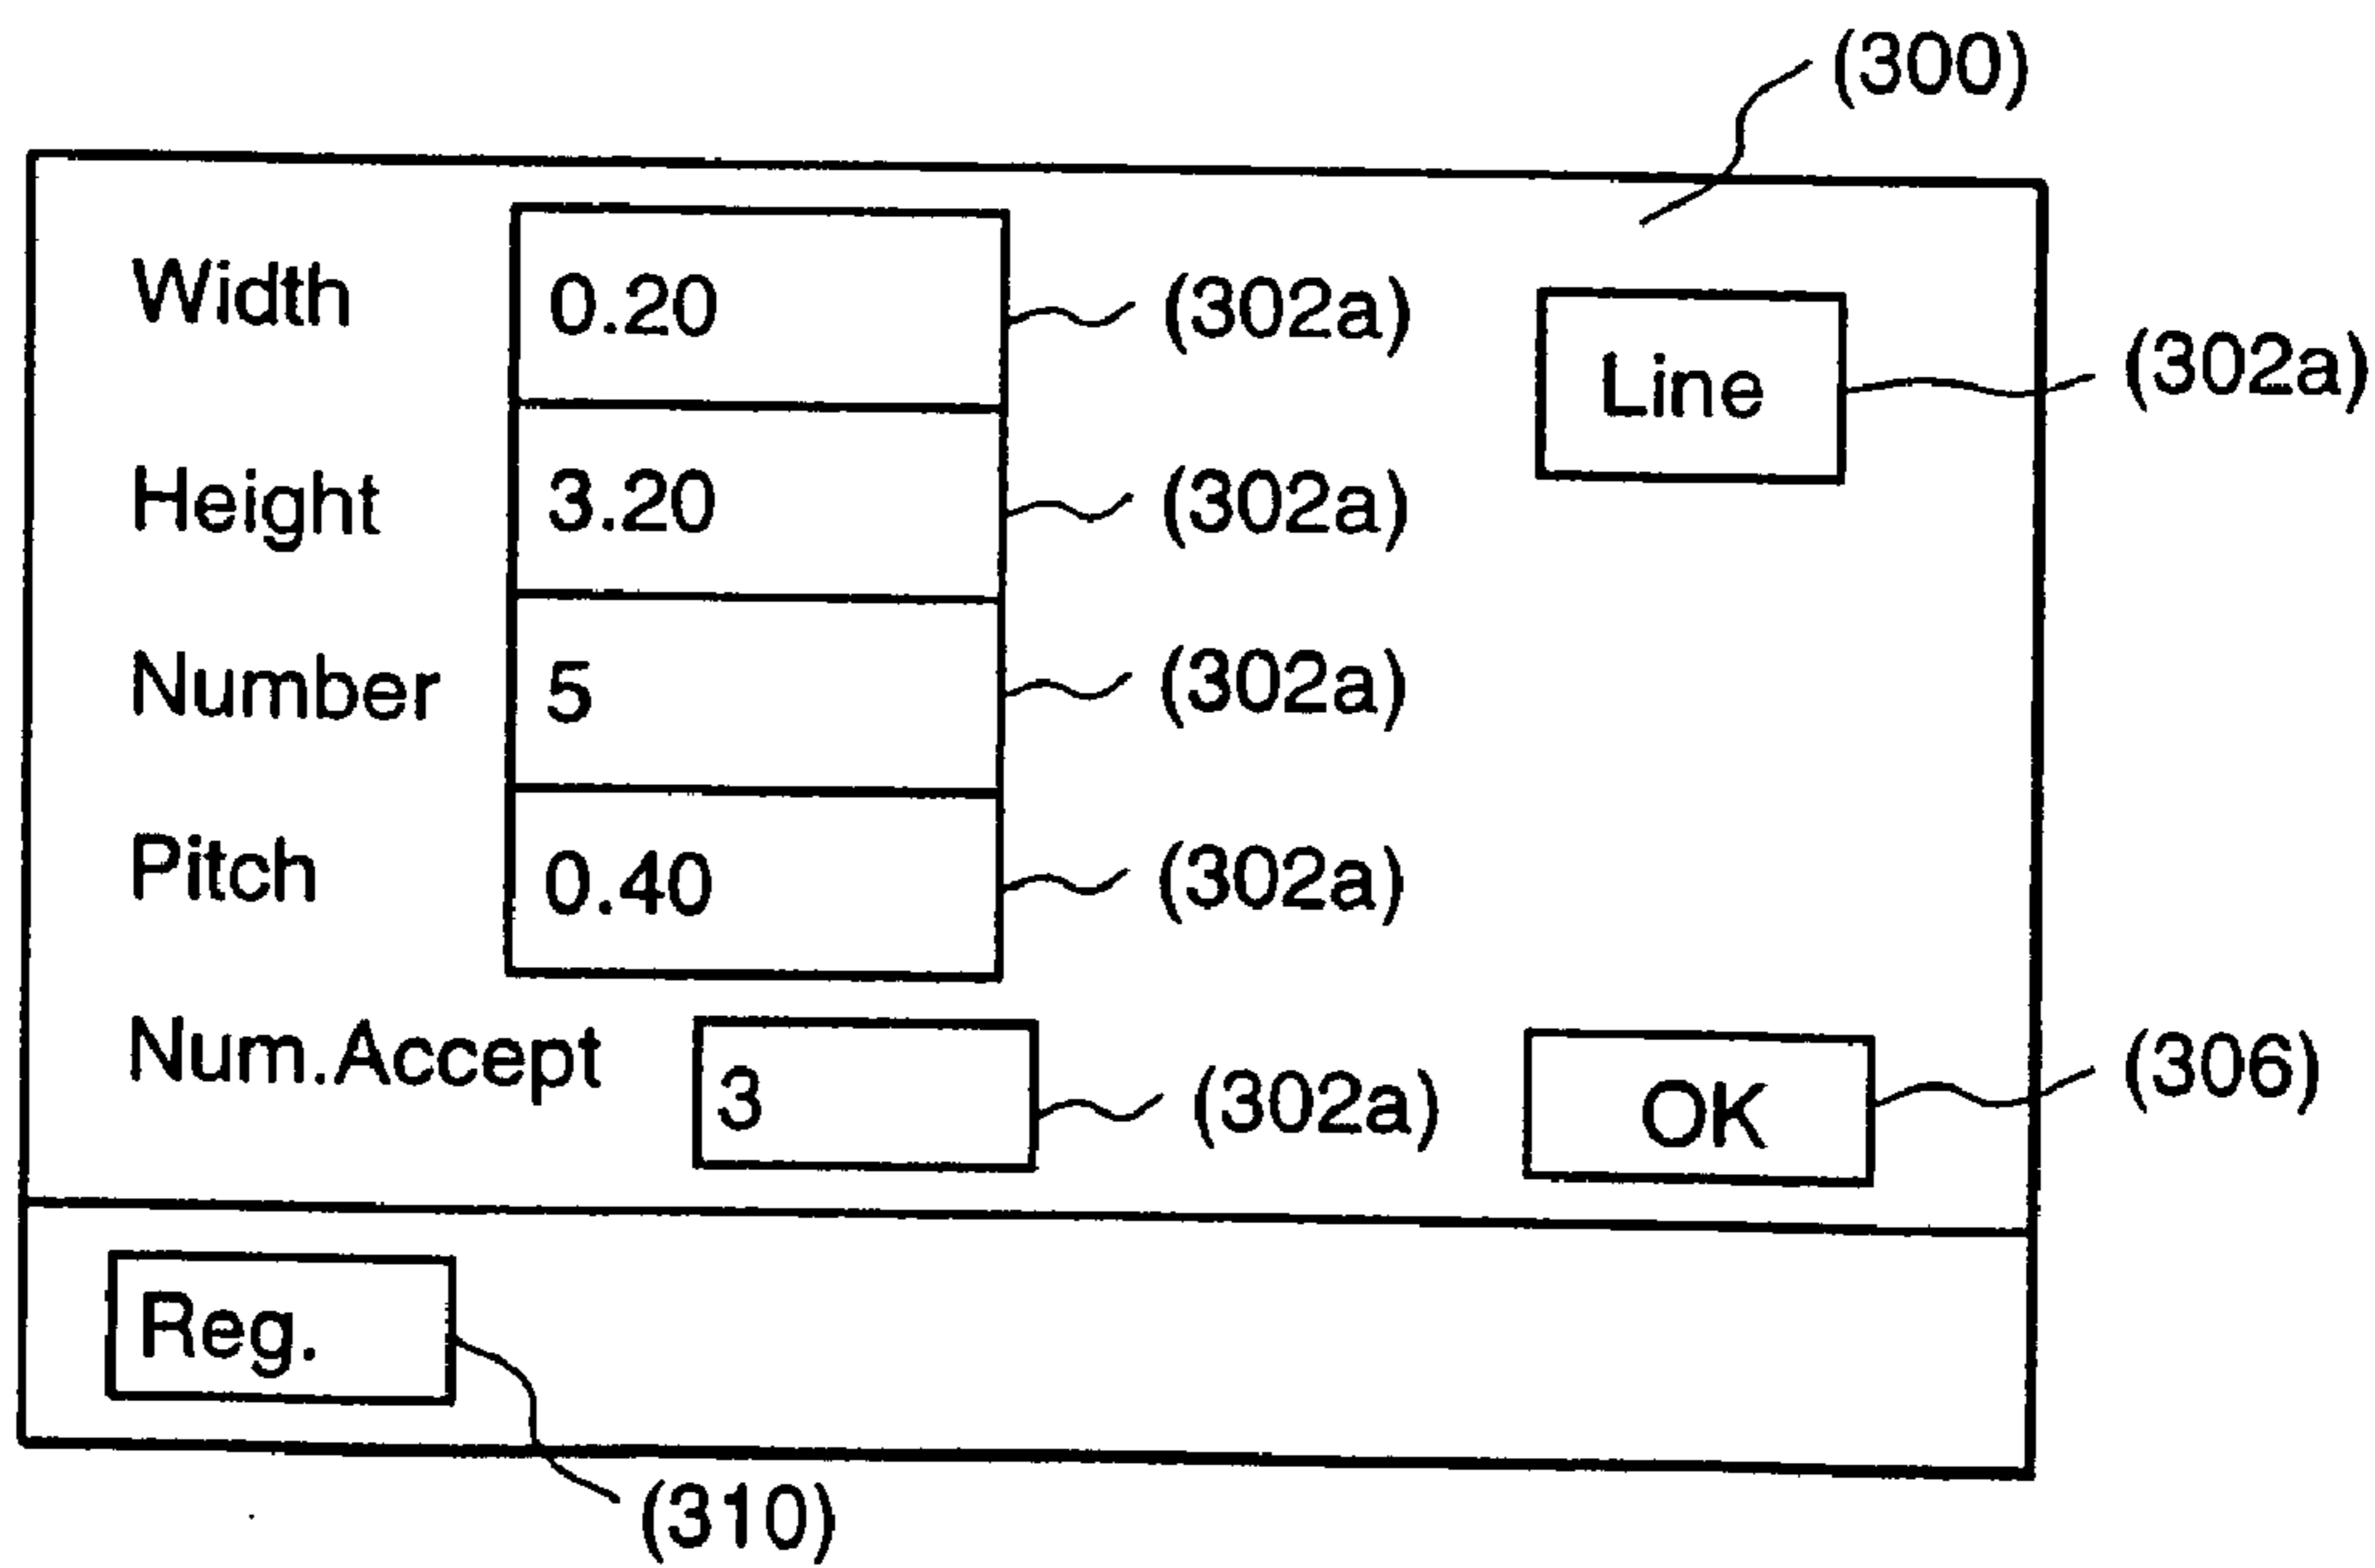 (300)
Width 0.20 (302a)
Line (302a)
Height 3.20 (302a)
Number 5 (302a)
Pitch 0.40 (302a)
Num.Accept 3 (302a)
OK (306)
Reg.
(310)